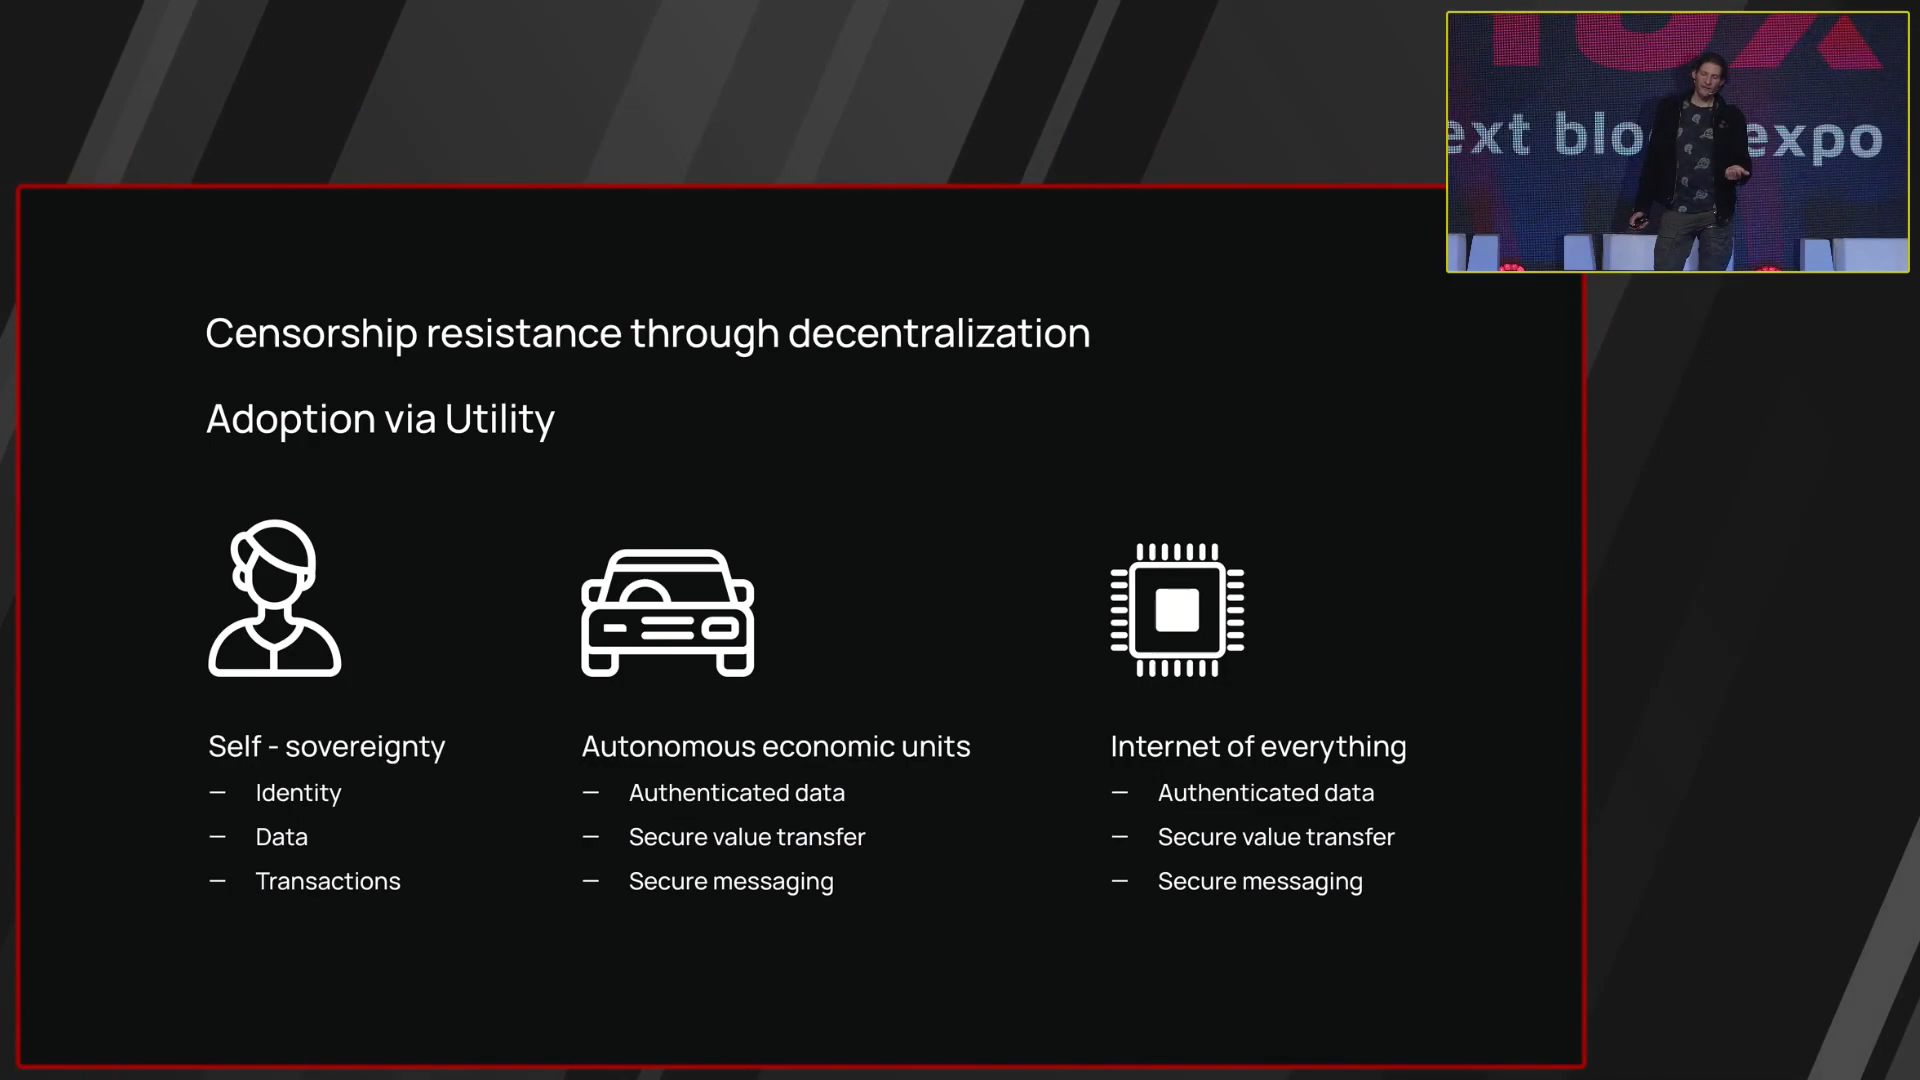 ext blo expo
Censorship resistance through decentralization
Adoption via Utility
Self - sovereignty
— Identity
— Data
— Transactions
Autonomous economic units
— Authenticated data
— Secure value transfer
— Secure messaging
Internet of everything
— Authenticated data
— Secure value transfer
— Secure messaging